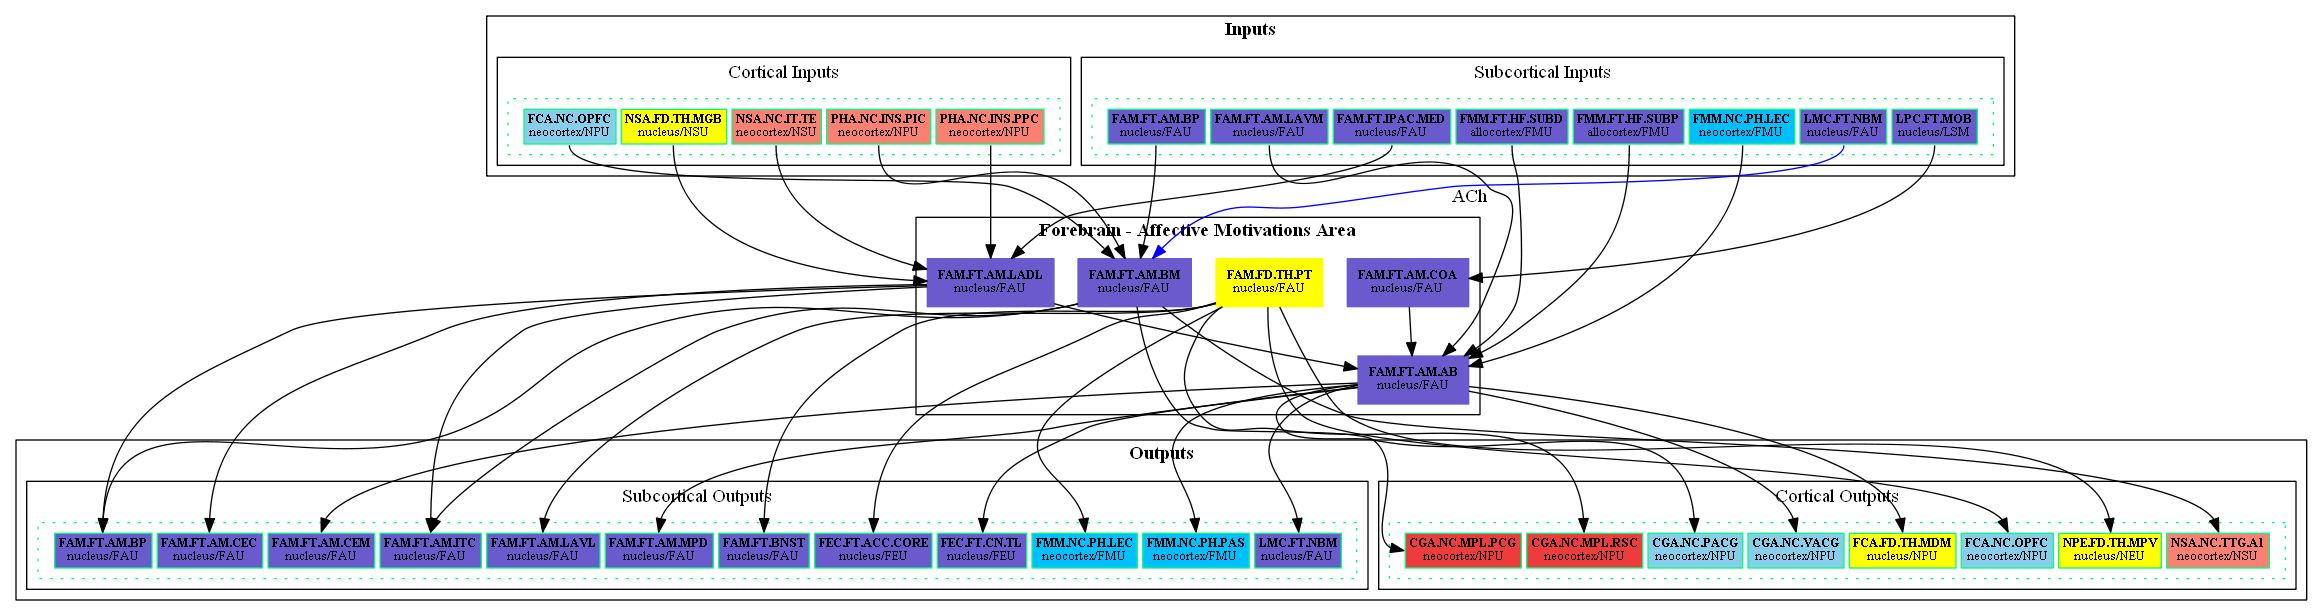 Inputs
Cortical Inputs
Subcortical Inputs
FCA.NC.OPFC
neocortex/NPU
NSA.FD.TH.MGB
nucleus/NSU
NSA.NC.IT.TE
neocortex/NSU
PHA.NC.INS.PIC
neocortex/NPU
PHA.NC.INS.PPC
neocortex/NPU
FAM.FT.AM.BP
nucleus/FAU
FAM.FT.AM.LAVM
nucleus/FAU
FAM.FT.IPAC.MED
nucleus/FAU
FMM.FT.HF.SUBD
allocortex/FMU
FMM.FT.HF.SUBP
allocortex/FMU
FMM.NC.PH.LEC
neocortex/FMU
LMC.FT.NBM
nucleus/FAU
LPC.FT.MOB
nucleus/LSM
ACh
Forebrain - Affective Motivations Area
FAM.FT.AM.LADL
nucleus/FAU
FAM.FT.AM.BM
nucleus/FAU
FAM.FD.TH.PT
nucleus/FAU
FAM.FT.AM.COA
nucleus/FAU
FAM.FT.AM.AB
nucleus/FAU
Outputs
Subcortical Outputs
Cortical Outputs
FAM.FT.AM.BP
nucleus/FAU
FAM.FT.AM.CEC
nucleus/FAU
FAM.FT.AM.CEM
nucleus/FAU
FAM.FT.AM.ITC
nucleus/FAU
FAM.FT.AM.LAVL
nucleus/FAU
FAM.FT.AM.MPD
nucleus/FAU
FAM.FT.BNST
nucleus/FAU
FEC.FT.ACC.CORE
nucleus/FEU
FEC.FT.CN.TL
nucleus/FEU
FMM.NC.PH.LEC
neocortex/FMU
FMM.NC.PH.PAS
neocortex/FMU
LMC.FT.NBM
nucleus/FAU
CGA.NC.MPL.PCG
neocortex/NPU
CGA.NC.MPL.RSC
neocortex/NPU
CGA.NC.PACG
neocortex/NPU
CGA.NC.VACG
neocortex/NPU
FCA.FD.TH.MDM
nucleus/NPU
FCA.NC.OPFC
neocortex/NPU
NPE.FD.TH.MPV
nucleus/NEU
NSA.NC.TTG.A1
neocortex/NSU